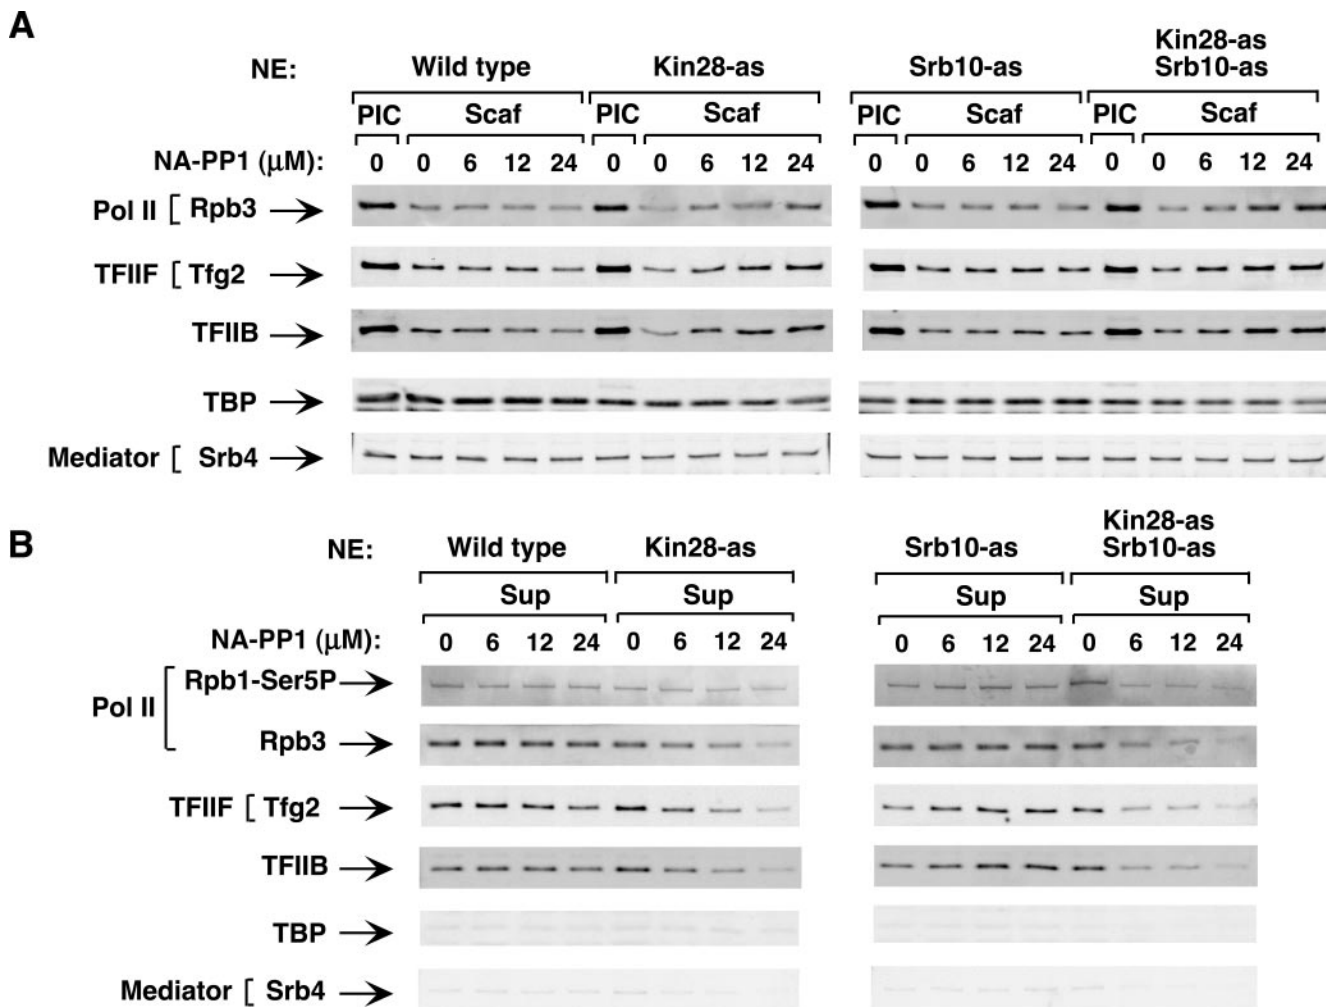 A
NE: Wild type Kin28-as Srb10-as Kin28-as Srb10-as
PIC Scaf PIC Scaf PIC Scaf PIC Scaf
NA-PP1 (μM): 0 0 6 12 24 0 0 6 12 24 0 0 6 12 24 0 0 6 12 24
Pol II [ Rpb3
TFIIF [ Tfg2
TFIIB
TBP
Mediator [ Srb4
B
NE: Wild type Kin28-as Srb10-as Kin28-as Srb10-as
Sup Sup Sup Sup
NA-PP1 (μM): 0 6 12 24 0 6 12 24 0 6 12 24 0 6 12 24
Pol II [ Rpb1-Ser5P
Rpb3
TFIIF [ Tfg2
TFIIB
TBP
Mediator [ Srb4